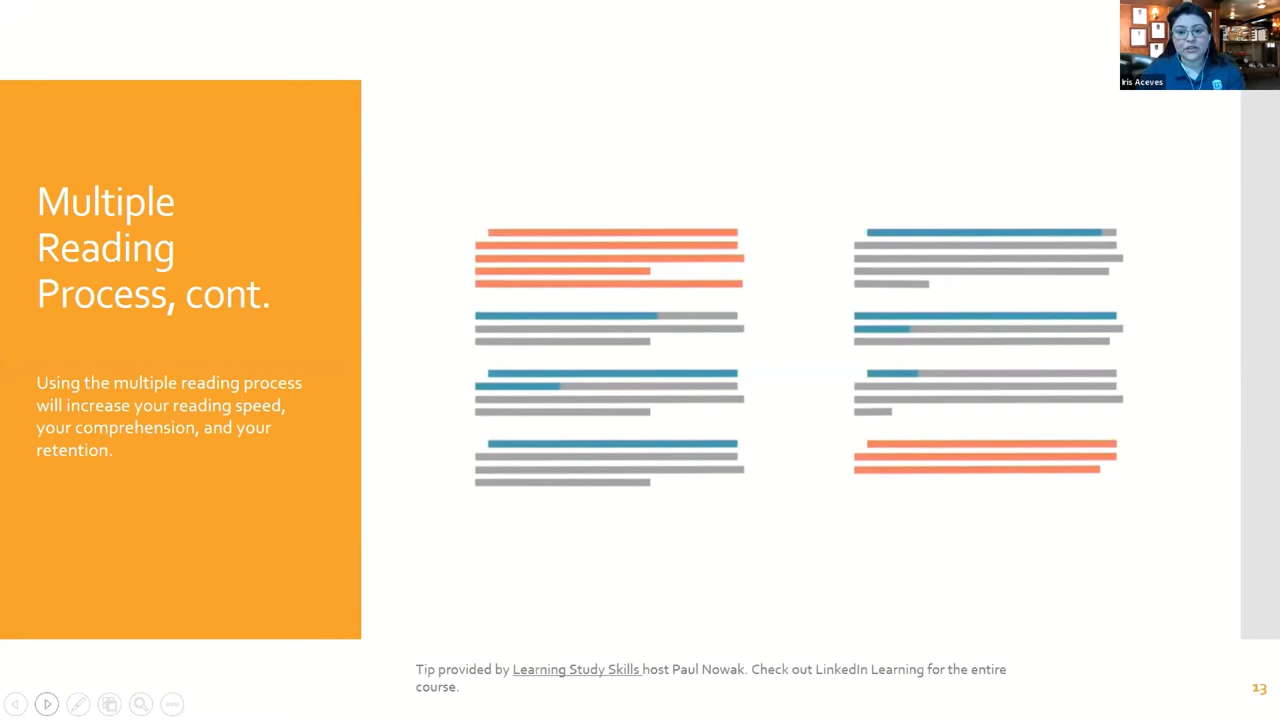 Iris Aceves
Multiple
Reading
Process, cont.
Using the multiple reading process
will increase your reading speed,
your comprehension, and your
retention.
Tip provided by Learning Study Skills host Paul Nowak. Check out LinkedIn Learning for the entire
course.
13